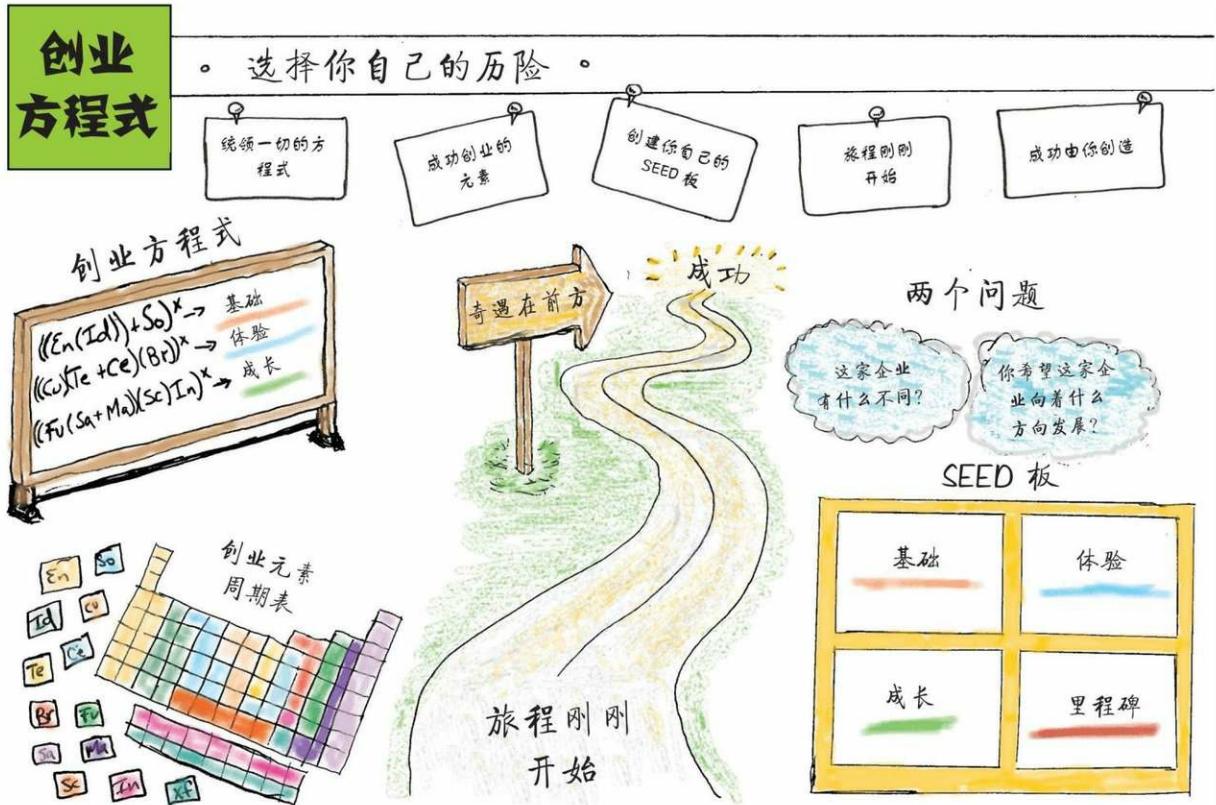 创业
方程式
。选择你自己的历险。
统领一切的方
程式
成功创业的
元素
创建你自己的
SEED 板
旅程刚刚
开始
成功由你创造
创业方程式
((En(Id))+So)ˣ→ 基础
((Cu)(Te+Ce)(Br))ˣ→ 体验
((Fu(Sa+Ma))(Sc)In)ˣ→ 成长
奇遇在前方
成功
两个问题
这家企业
有什么不同？
你希望这家企
业向着什么
方向发展？
SEED 板
基础
体验
成长
里程碑
创业元素
周期表
En
So
Id
Cu
Te
Ce
Br
Fu
Sa
Ma
Sc
In
Xf
旅程刚刚
开始